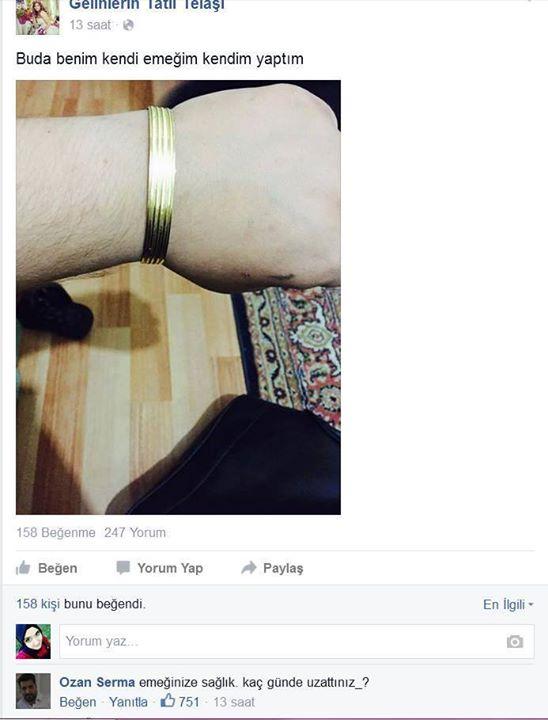 Gelinlerin Tatlı Telaşı
13 saat ·
Buda benim kendi emeğim kendim yaptım
158 Beğenme 247 Yorum
Beğen Yorum Yap Paylaş
158 kişi bunu beğendi. En İlgili
Yorum yaz...
Ozan Serma emeğinize sağlık. kaç günde uzattınız_?
Beğen · Yanıtla · 751 · 13 saat